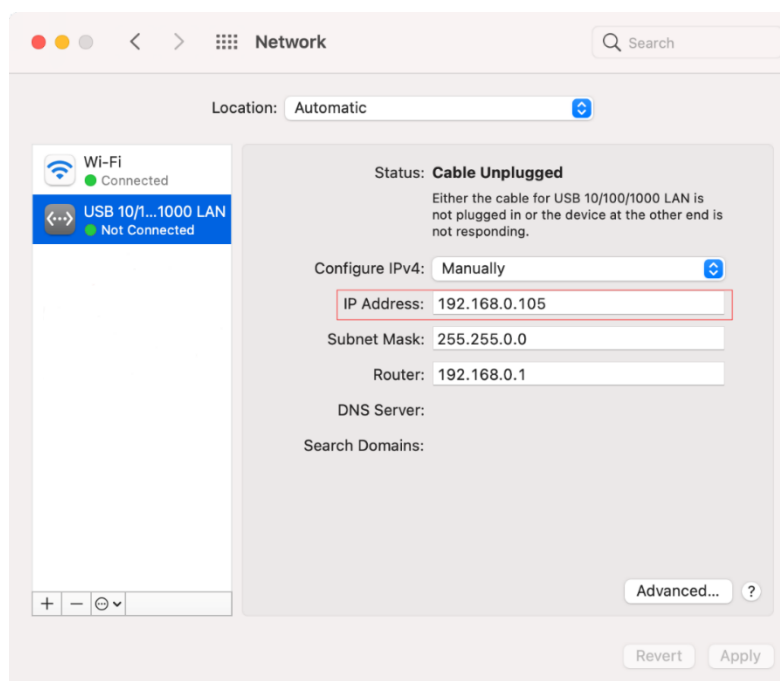 Network
Search
Location: Automatic
Wi-Fi
Connected
USB 10/1...1000 LAN
Not Connected
Status: Cable Unplugged
Either the cable for USB 10/100/1000 LAN is
not plugged in or the device at the other end is
not responding.
Configure IPv4: Manually
IP Address: 192.168.0.105
Subnet Mask: 255.255.0.0
Router: 192.168.0.1
DNS Server:
Search Domains:
Advanced... ?
Revert Apply